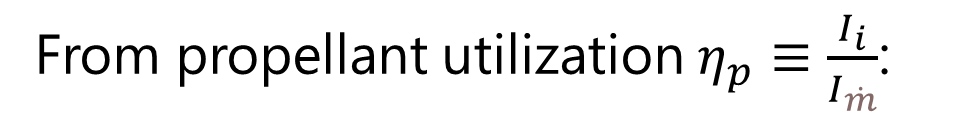 From propellant utilization η_p ≡ I_i / I_ṁ: